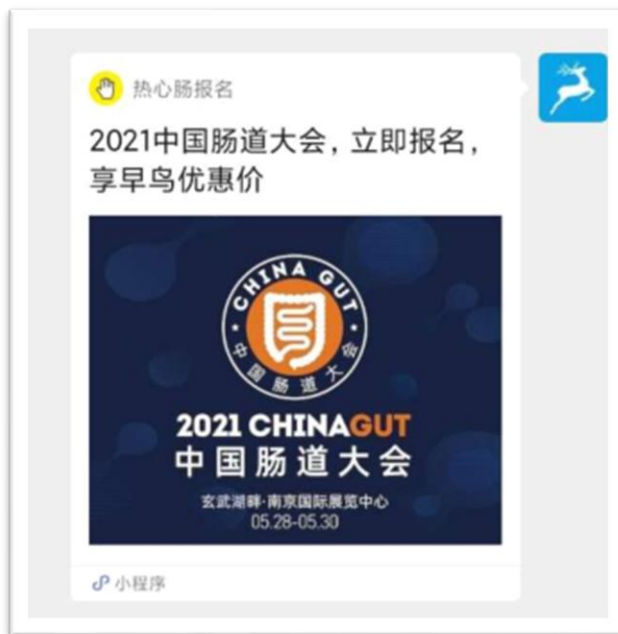 热心肠报名
2021中国肠道大会，立即报名，
享早鸟优惠价
CHINA GUT
中国肠道大会
2021 CHINAGUT
中国肠道大会
玄武湖畔·南京国际展览中心
05.28-05.30
小程序